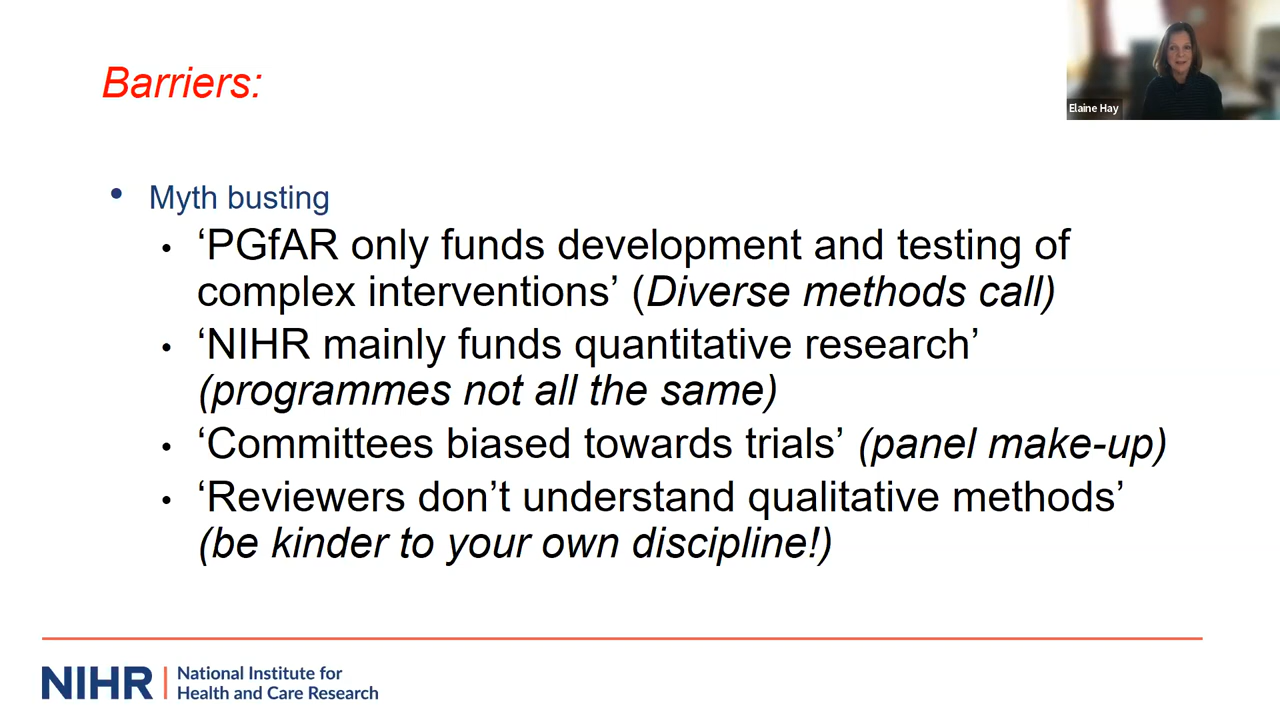 Barriers:
Elaine Hay
• Myth busting
• ‘PGfAR only funds development and testing of
complex interventions’ (Diverse methods call)
• ‘NIHR mainly funds quantitative research’
(programmes not all the same)
• ‘Committees biased towards trials’ (panel make-up)
• ‘Reviewers don’t understand qualitative methods’
(be kinder to your own discipline!)
NIHR | National Institute for
Health and Care Research